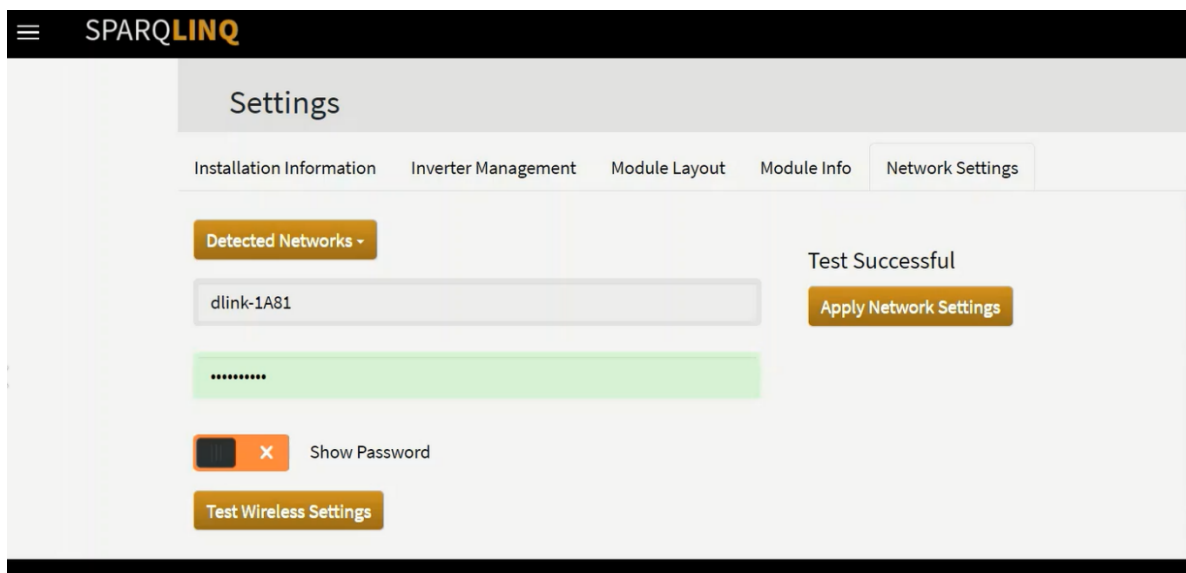 SPARQLINQ
Settings
Installation Information Inverter Management Module Layout Module Info Network Settings
Detected Networks
Test Successful
dlink-1A81
Apply Network Settings
••••••••••
Show Password
Test Wireless Settings